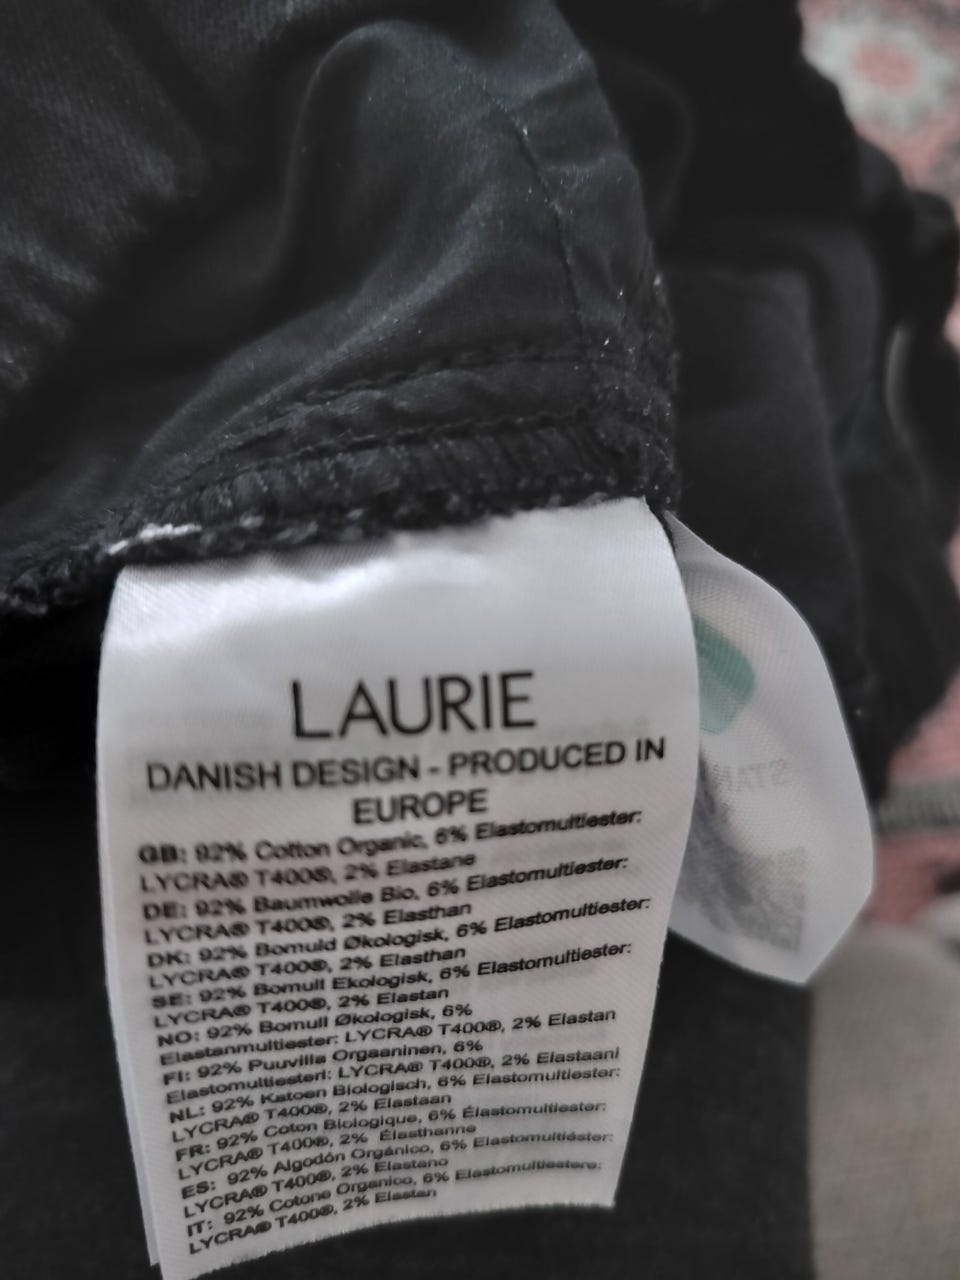 LAURIE
DANISH DESIGN - PRODUCED IN
EUROPE
GB: 92% Cotton Organic, 6% Elastomultiester:
LYCRA® T400®, 2% Elastane
DE: 92% Baumwolle Bio, 6% Elastomultiester:
LYCRA® T400®, 2% Elasthan
DK: 92% Bomuld Økologisk, 6% Elastomultiester:
LYCRA® T400®, 2% Elasthan
SE: 92% Bomull Ekologisk, 6% Elastomultiester:
LYCRA® T400®, 2% Elastan
NO: 92% Bomull Økologisk, 6%
Elastanmultiester: LYCRA® T400®, 2% Elastan
FI: 92% Puuvilla Orgaaninen, 6%
Elastomultiesteri: LYCRA® T400®, 2% Elastaani
NL: 92% Katoen Biologisch, 6% Elastomultiester:
LYCRA® T400®, 2% Elastaan
FR: 92% Coton Biologique, 6% Élastomultiester:
LYCRA® T400®, 2% Élasthanne
ES: 92% Algodón Orgánico, 6% Elastomultiéster:
LYCRA® T400®, 2% Elastano
IT: 92% Cotone Organico, 6% Elastomultiestere:
LYCRA® T400®, 2% Elastan